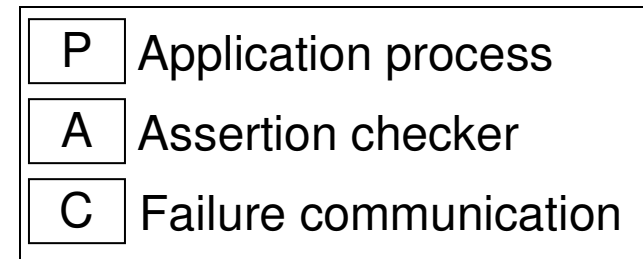 P Application process
A Assertion checker
C Failure communication